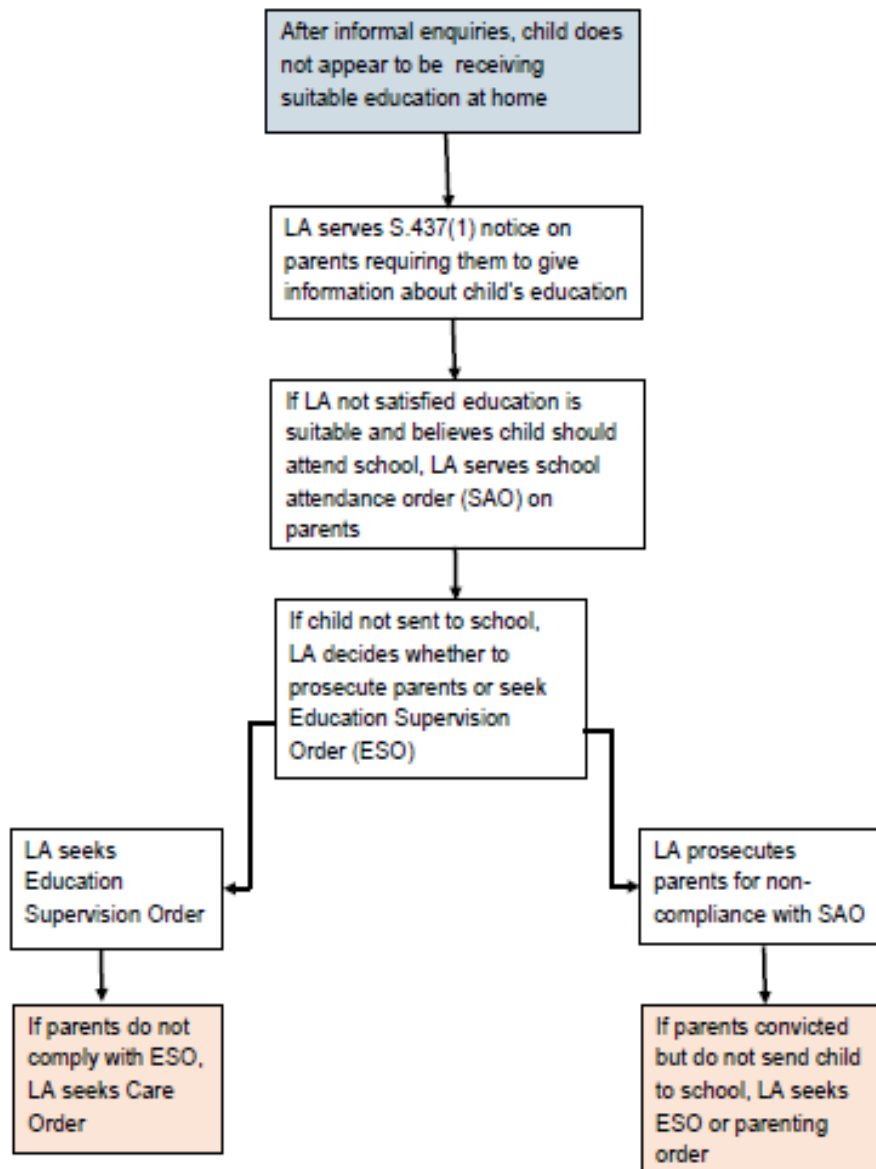 After informal enquiries, child does
not appear to be receiving
suitable education at home
LA serves S.437(1) notice on
parents requiring them to give
information about child's education
If LA not satisfied education is
suitable and believes child should
attend school, LA serves school
attendance order (SAO) on
parents
If child not sent to school,
LA decides whether to
prosecute parents or seek
Education Supervision
Order (ESO)
LA seeks
Education
Supervision Order
LA prosecutes
parents for non-
compliance with SAO
If parents do not
comply with ESO,
LA seeks Care
Order
If parents convicted
but do not send child
to school, LA seeks
ESO or parenting
order